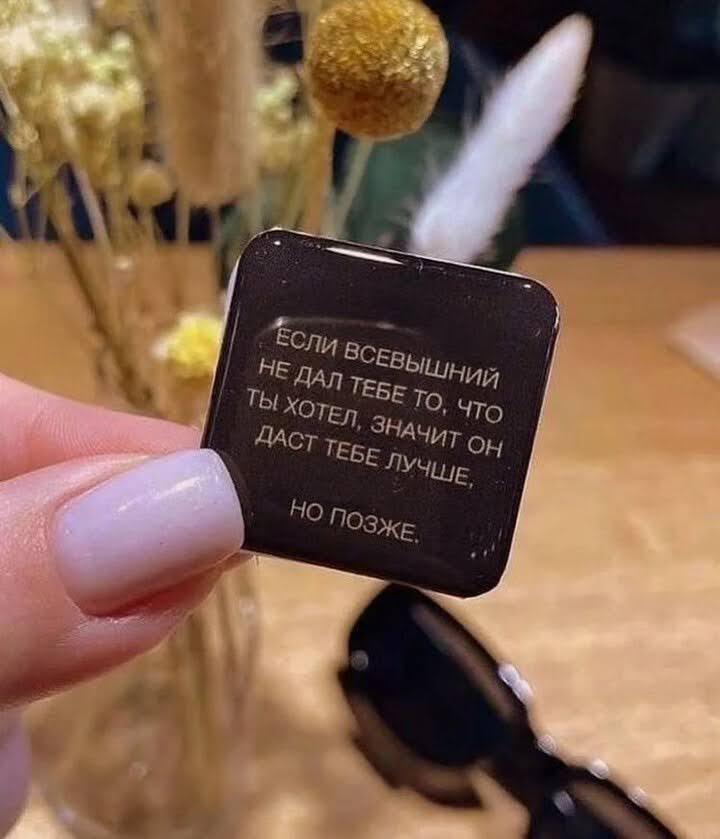 ЕСЛИ ВСЕВЫШНИЙ
НЕ ДАЛ ТЕБЕ ТО, ЧТО
ТЫ ХОТЕЛ, ЗНАЧИТ ОН
ДАСТ ТЕБЕ ЛУЧШЕ,
НО ПОЗЖЕ.